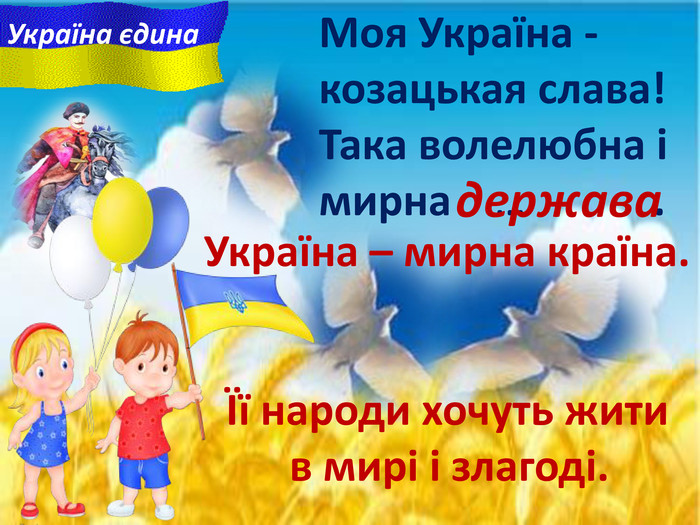 Україна єдина
Моя Україна -
козацькая слава!
Така волелюбна і
мирна держава.
Україна – мирна країна.
Її народи хочуть жити
в мирі і злагоді.